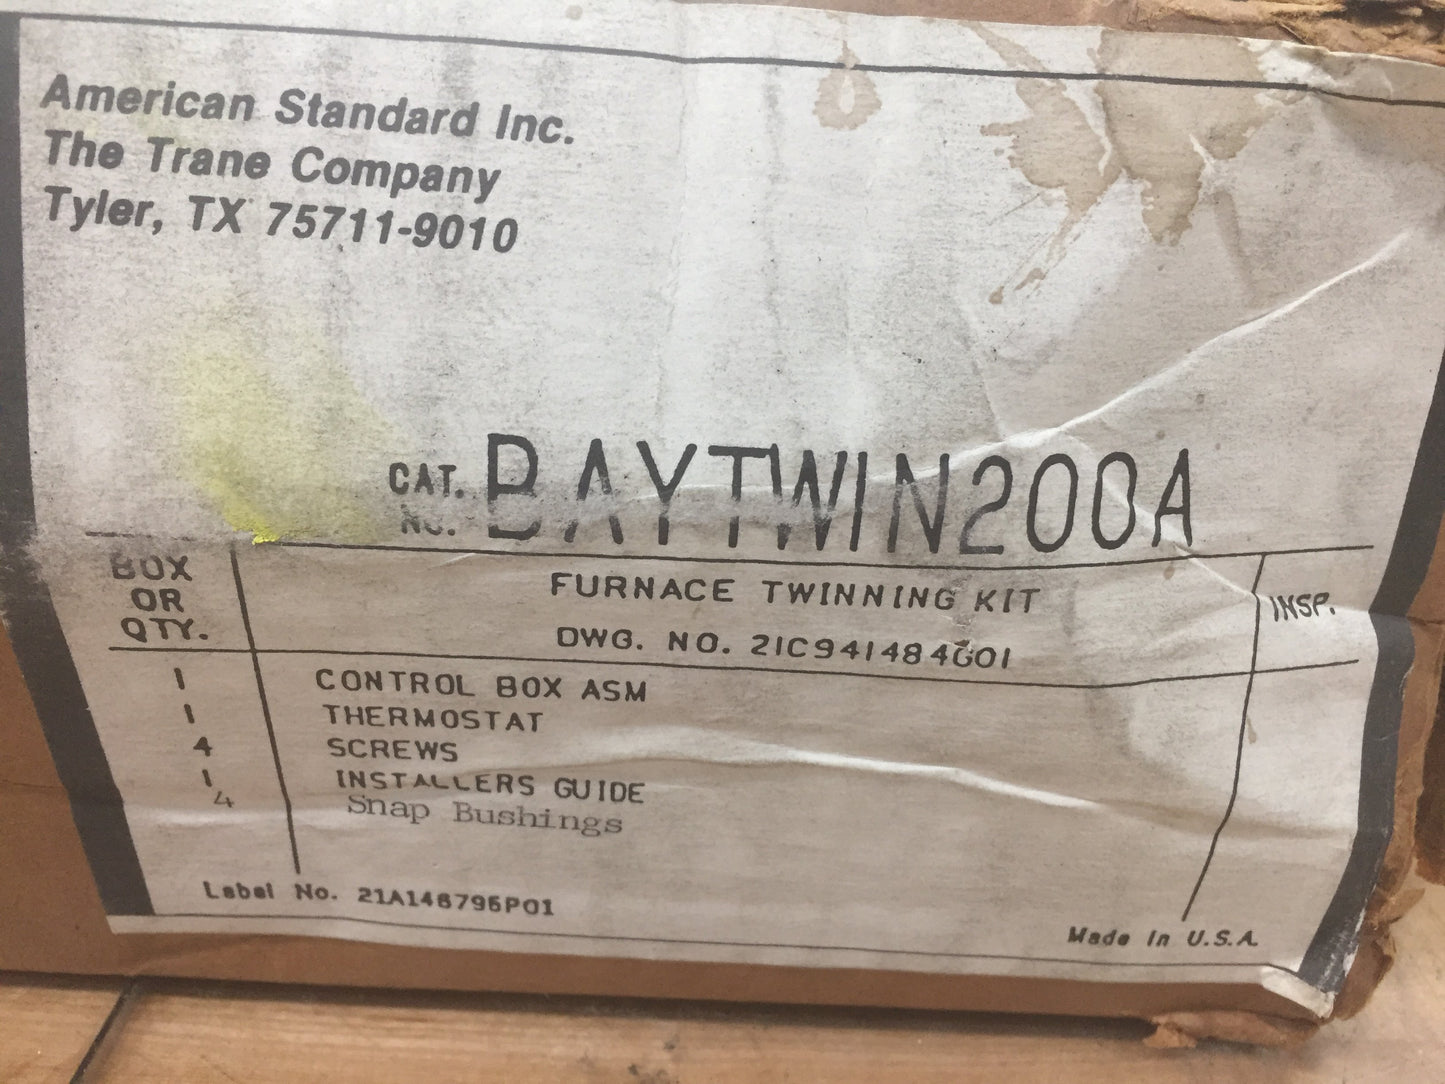 American Standard Inc.
The Trane Company
Tyler, TX 75711-9010
CAT. NO. BAYTWIN200A
BOX OR QTY.
FURNACE TWINNING KIT
DWG. NO. 21C941484G01
INSP.
1 CONTROL BOX ASM
1 THERMOSTAT
4 SCREWS
1 INSTALLERS GUIDE
4 Snap Bushings
Label No. 21A146795P01
Made in U.S.A.